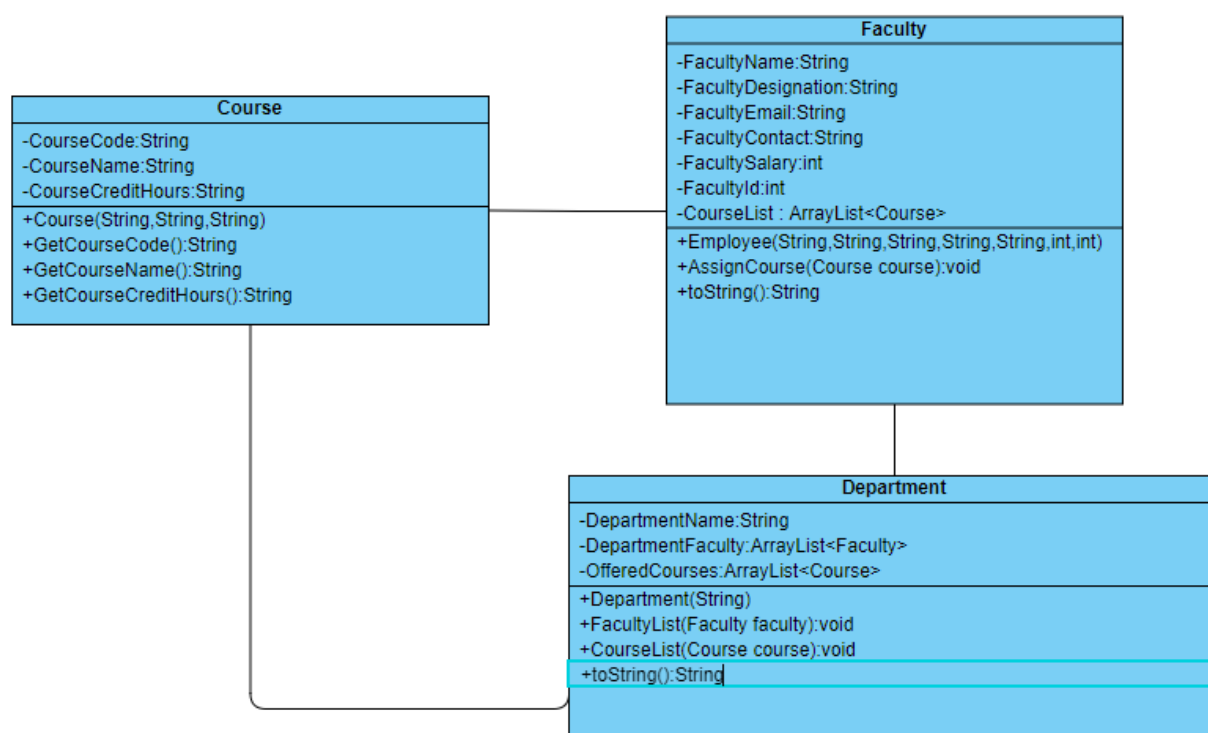 Course
-CourseCode:String
-CourseName:String
-CourseCreditHours:String
+Course(String,String,String)
+GetCourseCode():String
+GetCourseName():String
+GetCourseCreditHours():String
Faculty
-FacultyName:String
-FacultyDesignation:String
-FacultyEmail:String
-FacultyContact:String
-FacultySalary:int
-FacultyId:int
-CourseList : ArrayList<Course>
+Employee(String,String,String,String,String,int,int)
+AssignCourse(Course course):void
+toString():String
Department
-DepartmentName:String
-DepartmentFaculty:ArrayList<Faculty>
-OfferedCourses:ArrayList<Course>
+Department(String)
+FacultyList(Faculty faculty):void
+CourseList(Course course):void
+toString():String